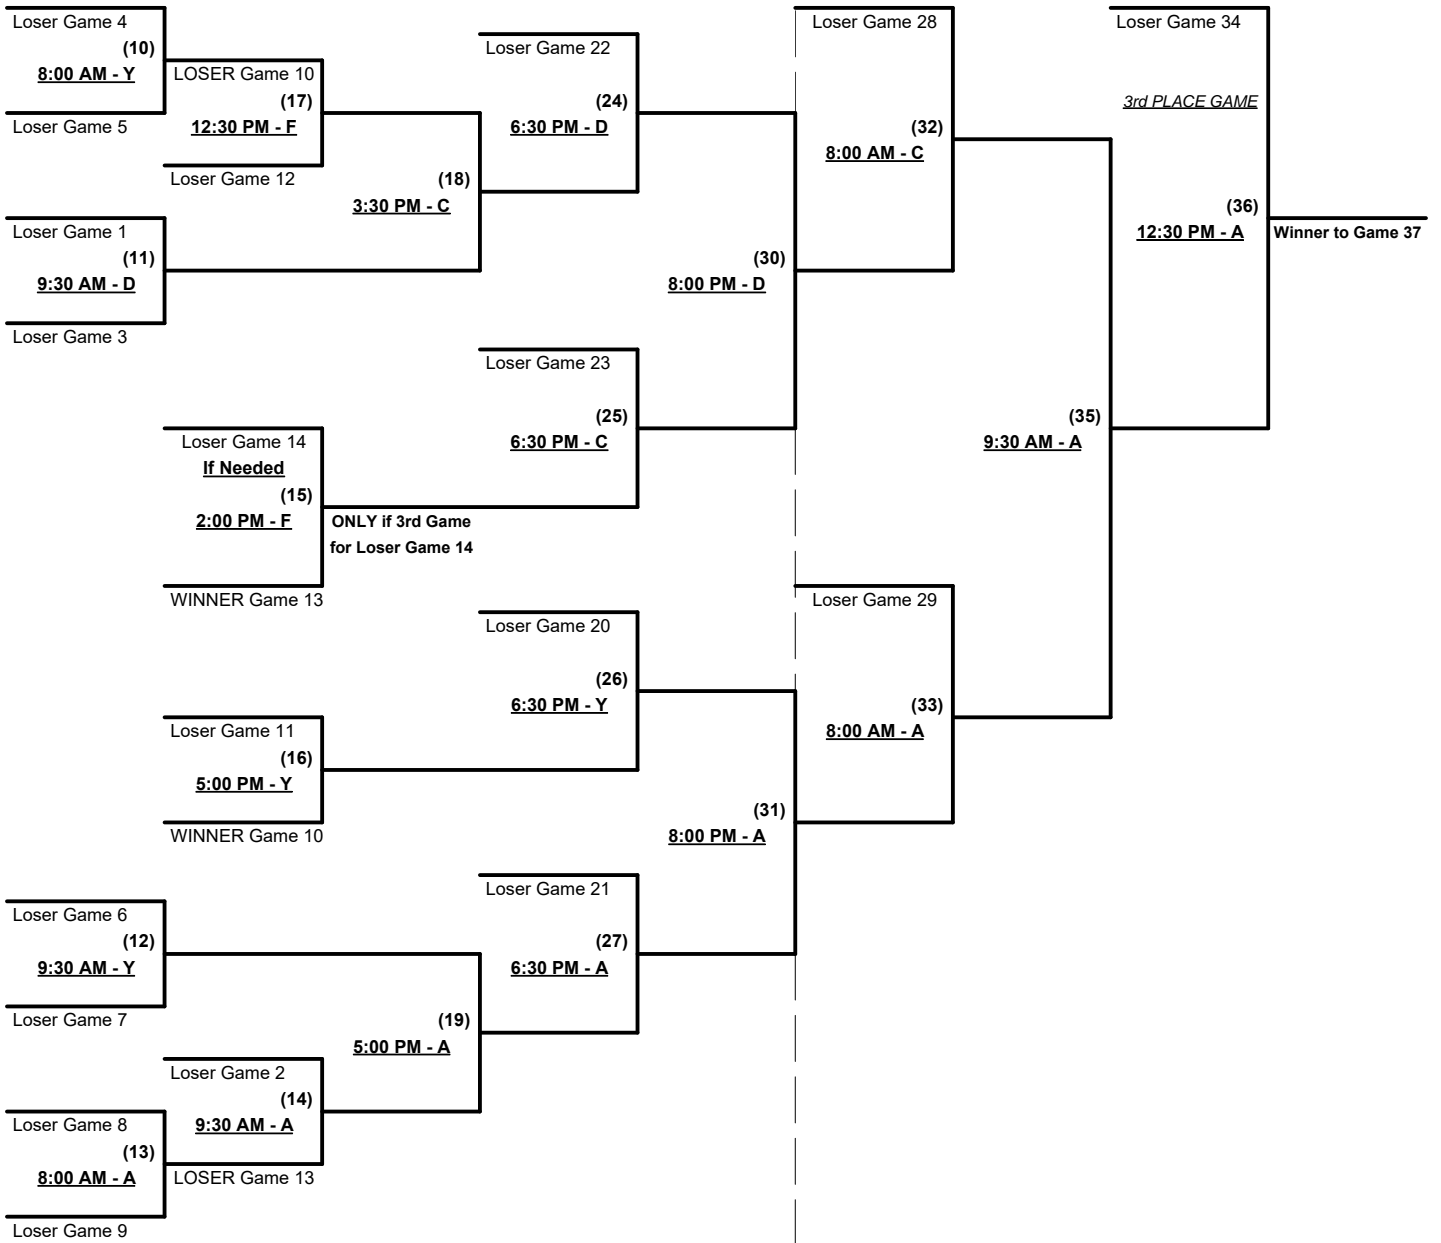 Loser Game 4
(10)
8:00 AM - Y
Loser Game 5
LOSER Game 10
(17)
12:30 PM - F
Loser Game 12
Loser Game 1
(11)
9:30 AM - D
Loser Game 3
(18)
3:30 PM - C
Loser Game 22
(24)
6:30 PM - D
(30)
8:00 PM - D
Loser Game 23
(25)
6:30 PM - C
Loser Game 14
If Needed
(15)
2:00 PM - F
ONLY if 3rd Game
for Loser Game 14
WINNER Game 13
Loser Game 28
(32)
8:00 AM - C
Loser Game 34
3rd PLACE GAME
(36)
12:30 PM - A
Winner to Game 37
(35)
9:30 AM - A
Loser Game 20
(26)
6:30 PM - Y
Loser Game 11
(16)
5:00 PM - Y
WINNER Game 10
Loser Game 29
(33)
8:00 AM - A
(31)
8:00 PM - A
Loser Game 21
(27)
6:30 PM - A
Loser Game 6
(12)
9:30 AM - Y
Loser Game 7
(19)
5:00 PM - A
Loser Game 2
(14)
9:30 AM - A
LOSER Game 13
Loser Game 8
(13)
8:00 AM - A
Loser Game 9